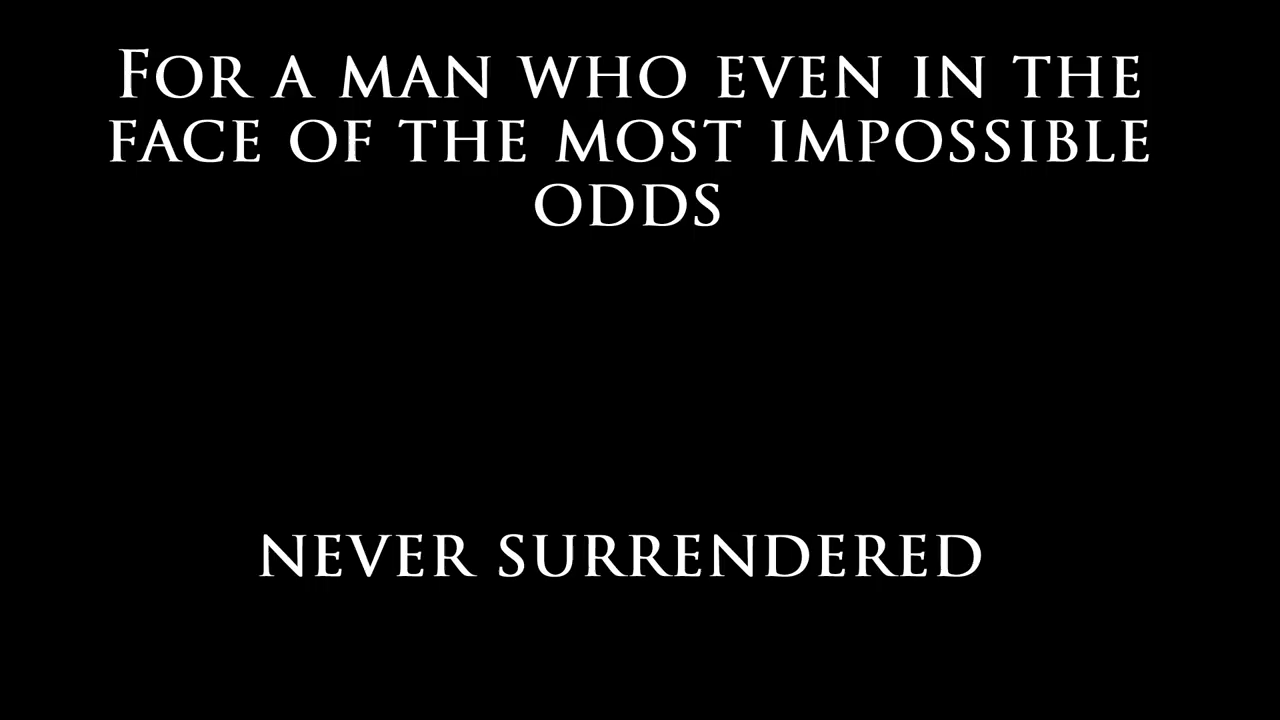 For a man who even in the
face of the most impossible
odds
never surrendered